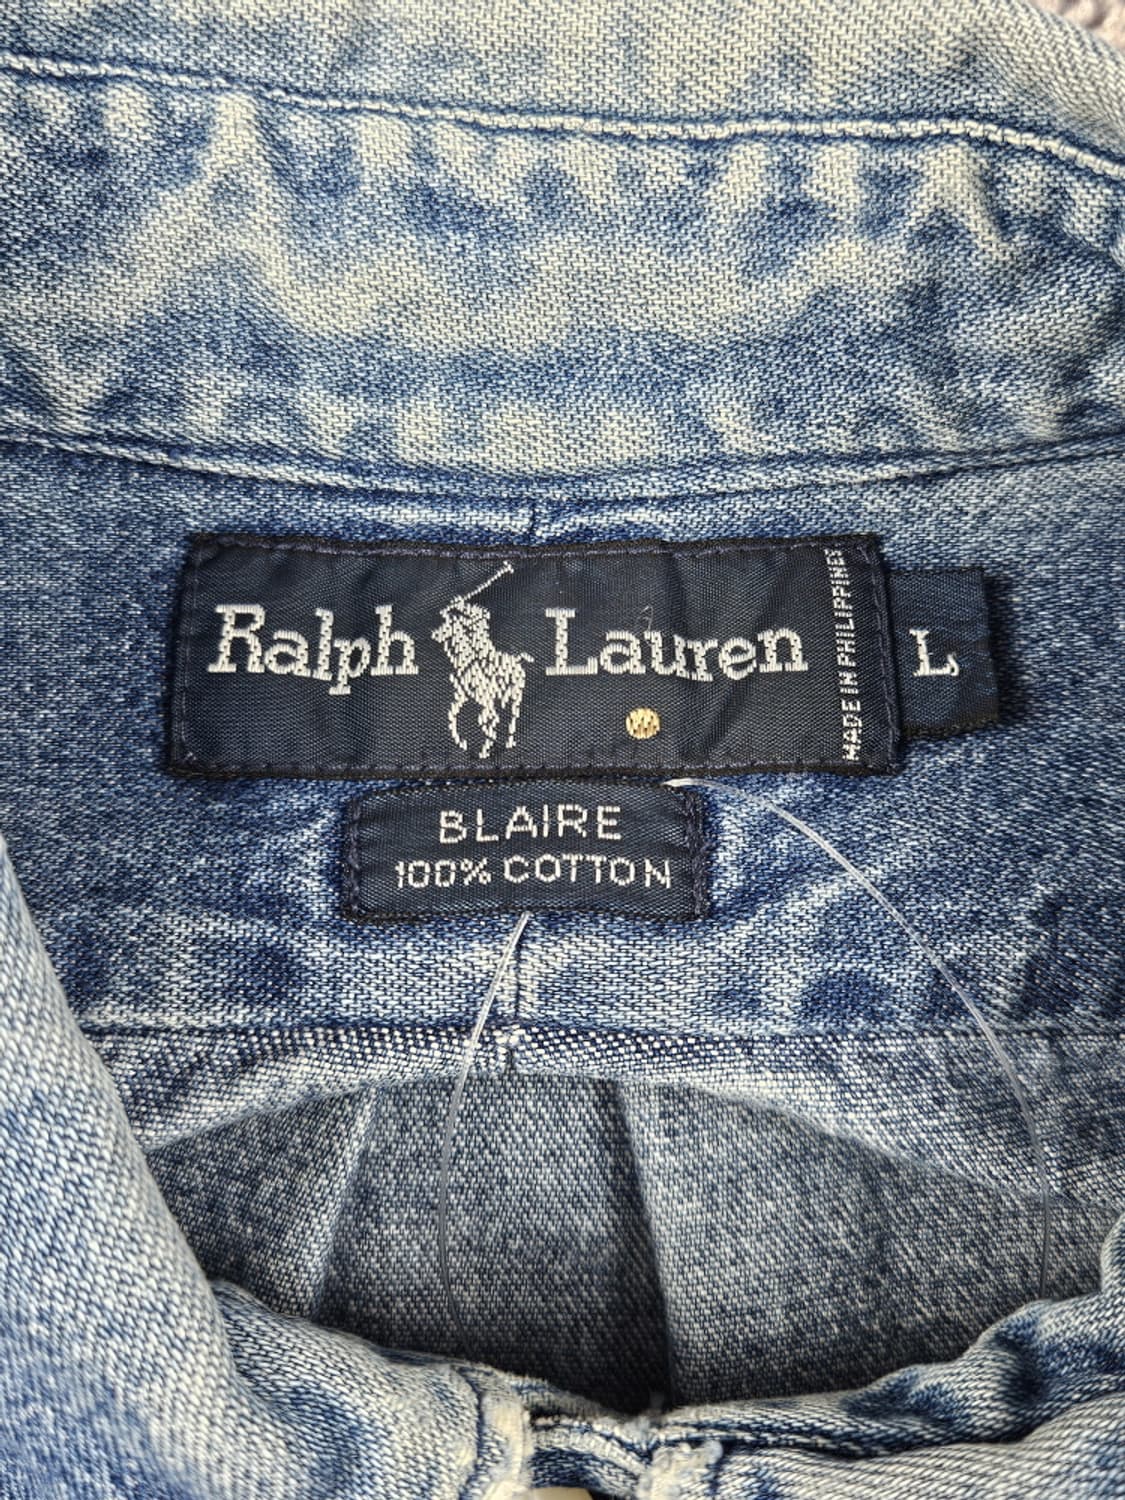 Ralph Lauren
MADE IN PHILIPPINES
L
BLAIRE
100% COTTON